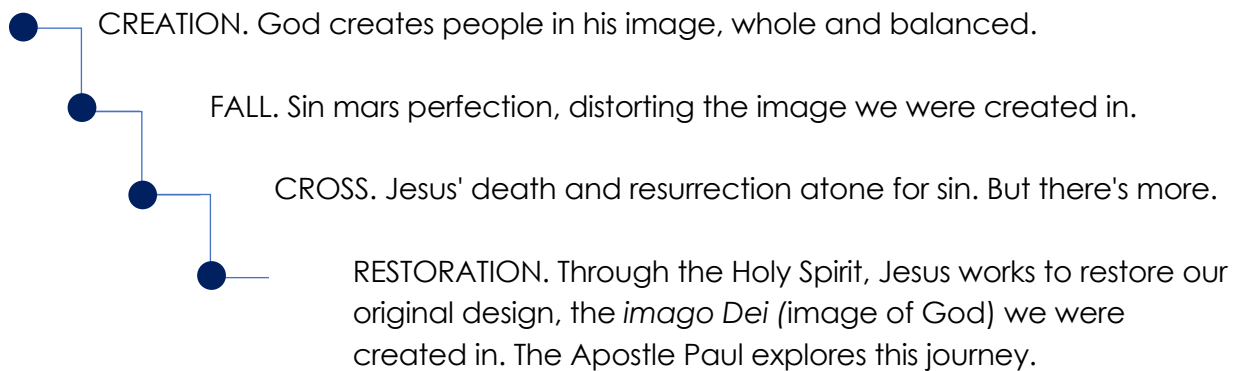 CREATION. God creates people in his image, whole and balanced.
FALL. Sin mars perfection, distorting the image we were created in.
CROSS. Jesus' death and resurrection atone for sin. But there's more.
RESTORATION. Through the Holy Spirit, Jesus works to restore our
original design, the imago Dei (image of God) we were
created in. The Apostle Paul explores this journey.